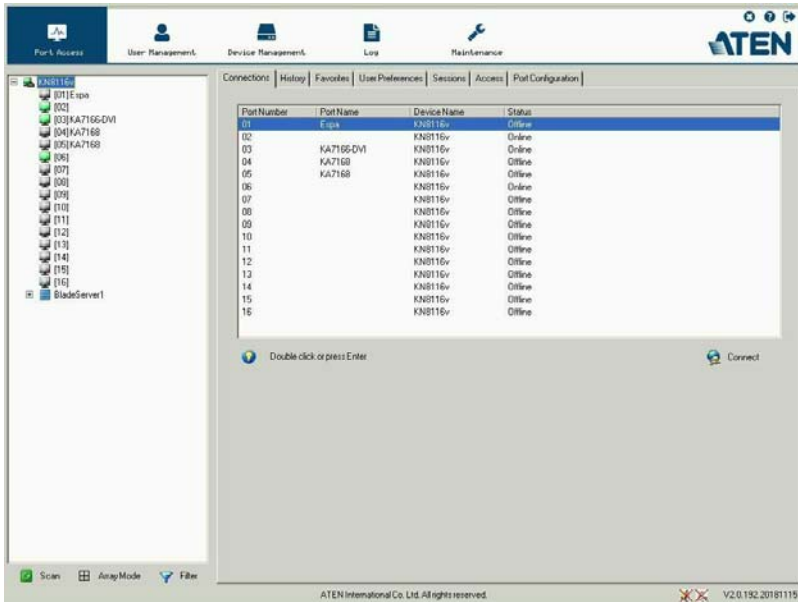 Port Access User Management Device Management Log Maintenance
ATEN
Connections History Favorites User Preferences Sessions Access Port Configuration
KN8116v
[01]Espa
[02]
[03]KA7166-DVI
[04]KA7168
[05]KA7168
[06]
[07]
[08]
[09]
[10]
[11]
[12]
[13]
[14]
[15]
[16]
BladeServer1
Port Number Port Name Device Name Status
01 Espa KN8116v Offline
02 KN8116v Online
03 KA7166-DVI KN8116v Online
04 KA7168 KN8116v Offline
05 KA7168 KN8116v Offline
06 KN8116v Online
07 KN8116v Offline
08 KN8116v Offline
09 KN8116v Offline
10 KN8116v Offline
11 KN8116v Offline
12 KN8116v Offline
13 KN8116v Offline
14 KN8116v Offline
15 KN8116v Offline
16 KN8116v Offline
Double click or press Enter Connect
Scan Array Mode Filter
ATEN International Co. Ltd. All rights reserved. V2.0.192.20181115